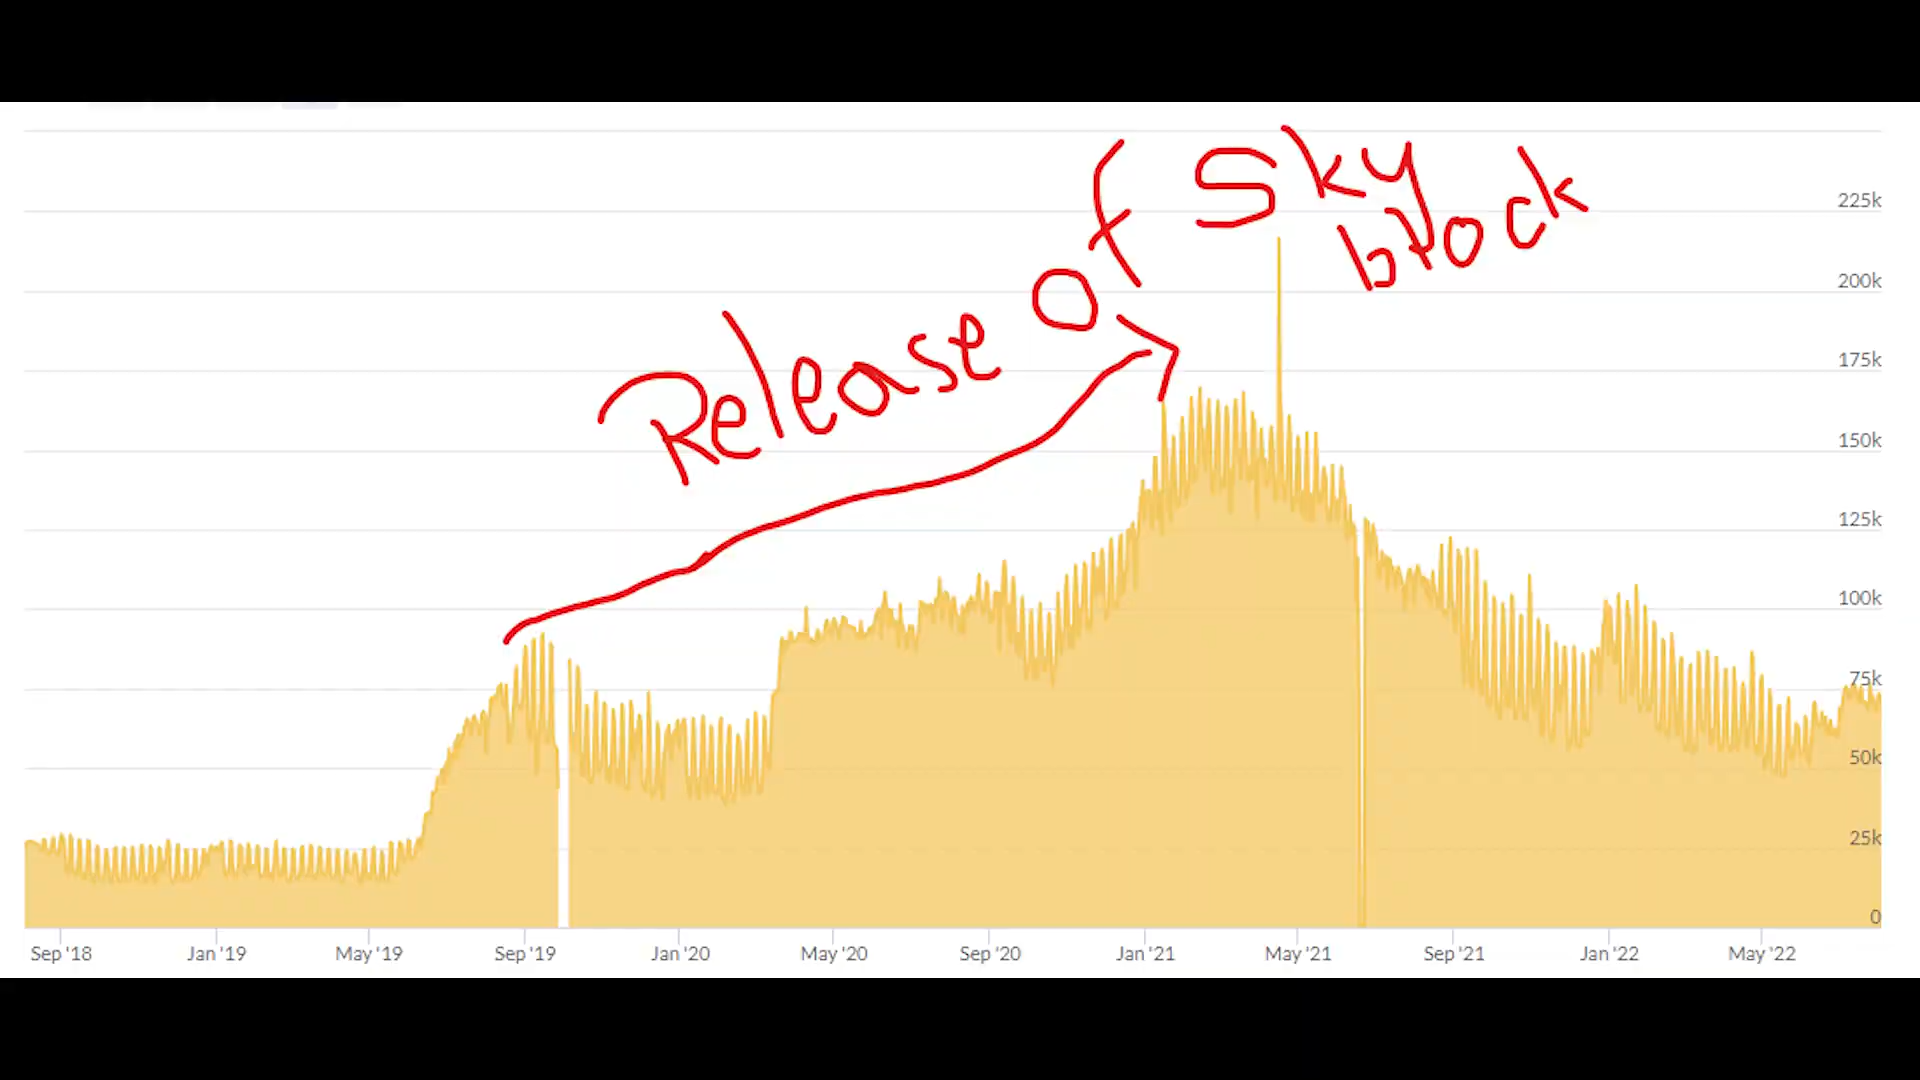 Release of Sky
block
225k
200k
175k
150k
125k
100k
75k
50k
25k
0
Sep '18 Jan '19 May '19 Sep '19 Jan '20 May '20 Sep '20 Jan '21 May '21 Sep '21 Jan '22 May '22